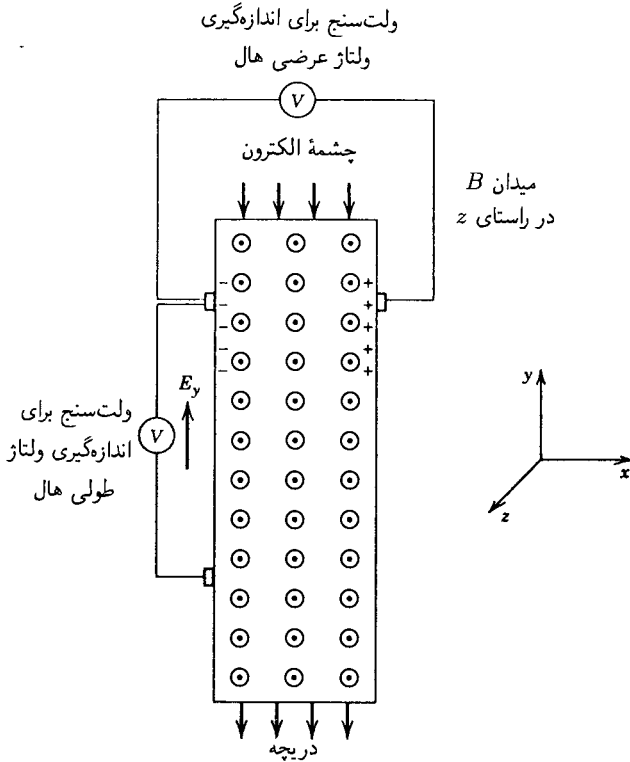 ولت‌سنج برای اندازه‌گیری
ولتاژ عرضی هال
V
چشمهٔ الکترون
میدان B
در راستای z
E_y
ولت‌سنج برای
اندازه‌گیری ولتاژ
طولی هال
V
y
x
z
دریچه